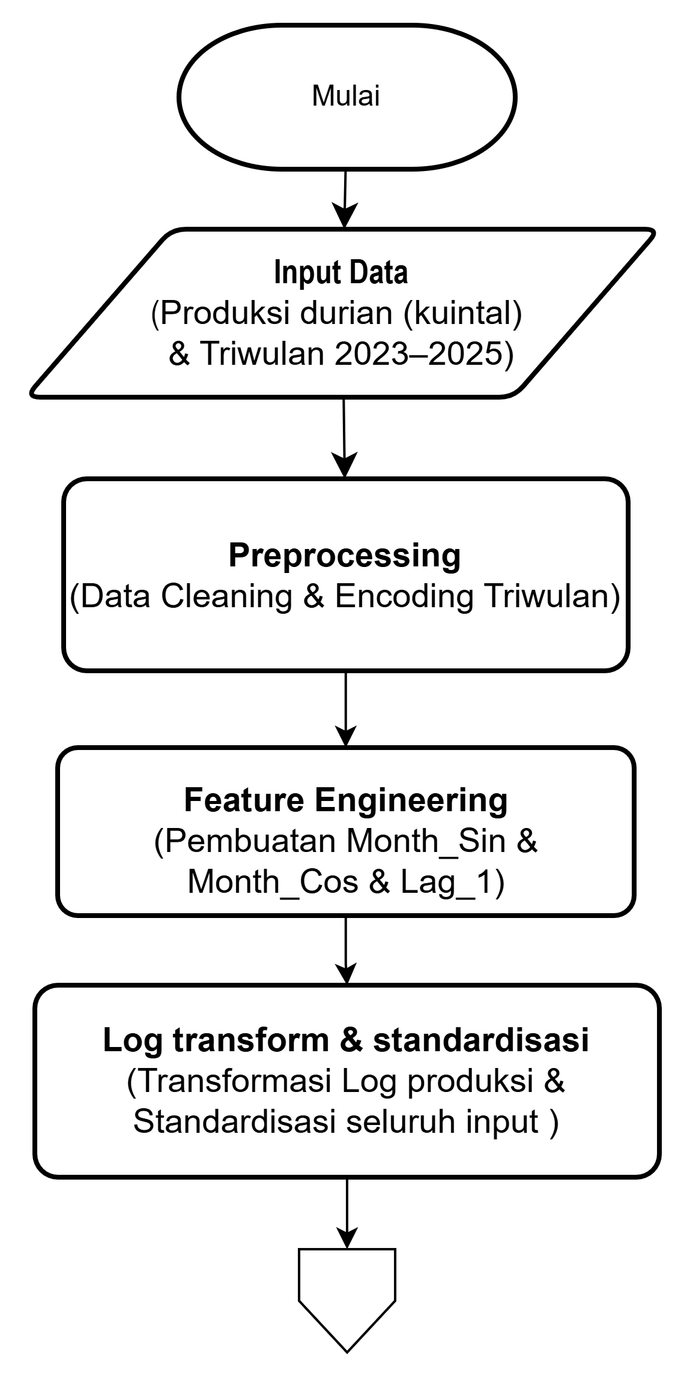 Mulai
Input Data
(Produksi durian (kuintal)
& Triwulan 2023–2025)
Preprocessing
(Data Cleaning & Encoding Triwulan)
Feature Engineering
(Pembuatan Month_Sin &
Month_Cos & Lag_1)
Log transform & standardisasi
(Transformasi Log produksi &
Standardisasi seluruh input )